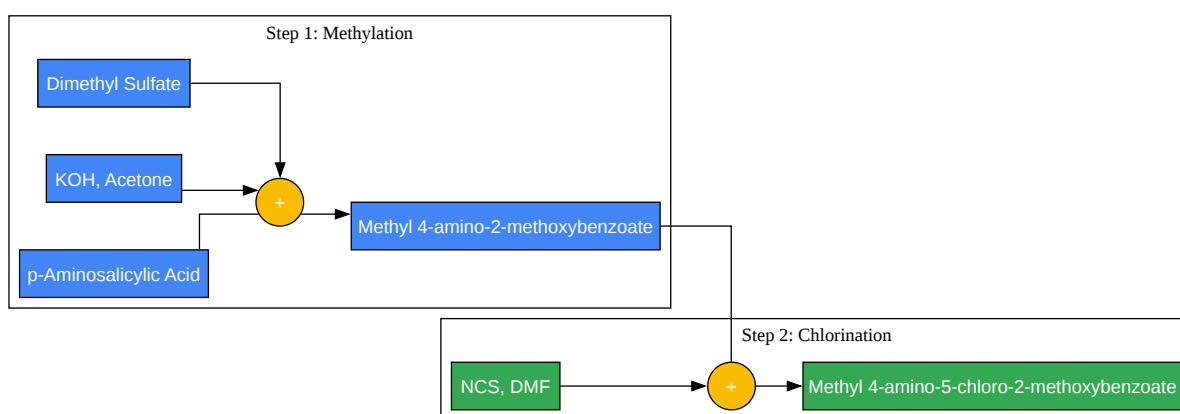 Step 1: Methylation
Dimethyl Sulfate
KOH, Acetone
+
Methyl 4-amino-2-methoxybenzoate
p-Aminosalicylic Acid
Step 2: Chlorination
NCS, DMF
+
Methyl 4-amino-5-chloro-2-methoxybenzoate